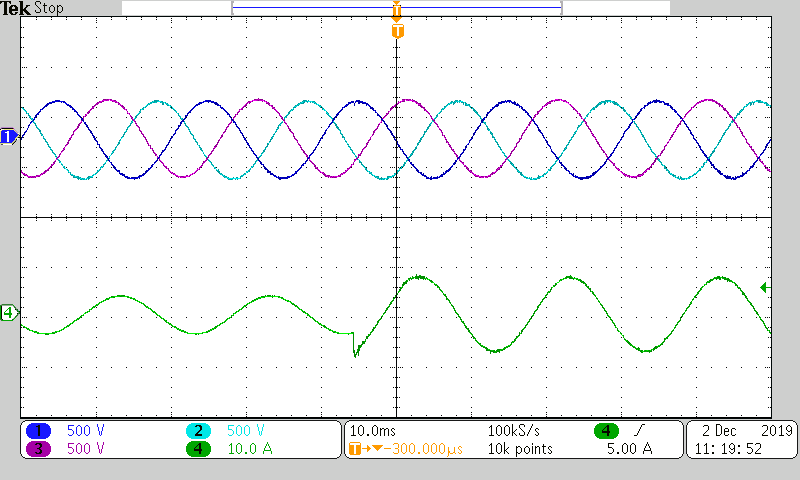 Tek Stop
T
T
1
4
1 500 V 2 500 V
3 500 V 4 10.0 A
10.0ms 100kS/s 4
T→▼−300.000µs 10k points 5.00 A
2 Dec 2019
11:19:52